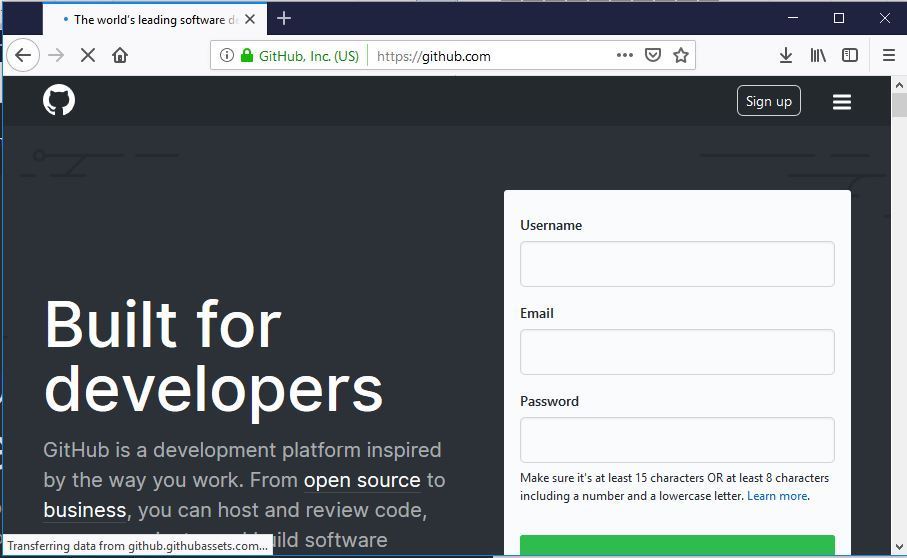 The world's leading software d
GitHub, Inc. (US)
https://github.com
Sign up
Username
Email
Built for
developers
Password
GitHub is a development platform inspired
by the way you work. From open source to
business, you can host and review code,
Make sure it's at least 15 characters OR at least 8 characters
including a number and a lowercase letter. Learn more.
Transferring data from github.githubassets.com...
build software